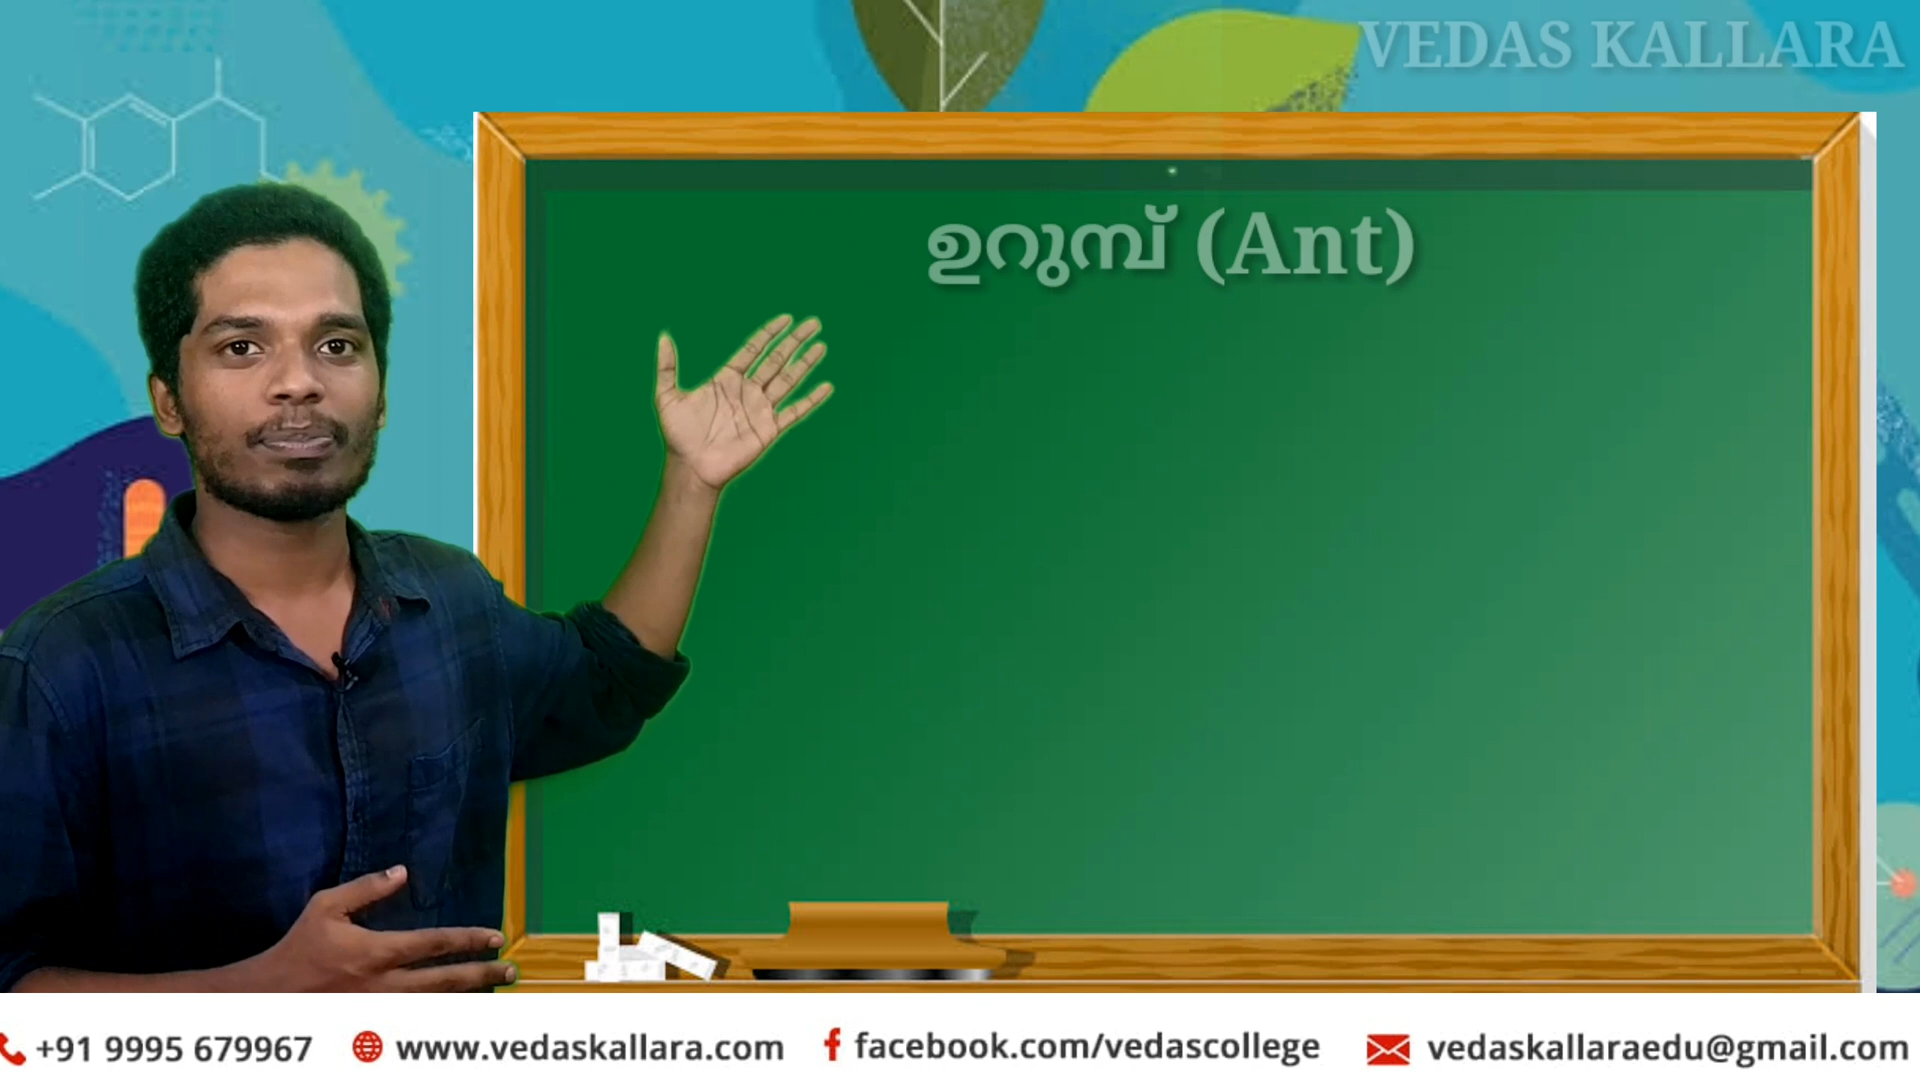 VEDAS KALLARA
ഉറുമ്പ് (Ant)
+91 9995 679967 www.vedaskallara.com facebook.com/vedascollege vedaskallaraedu@gmail.com